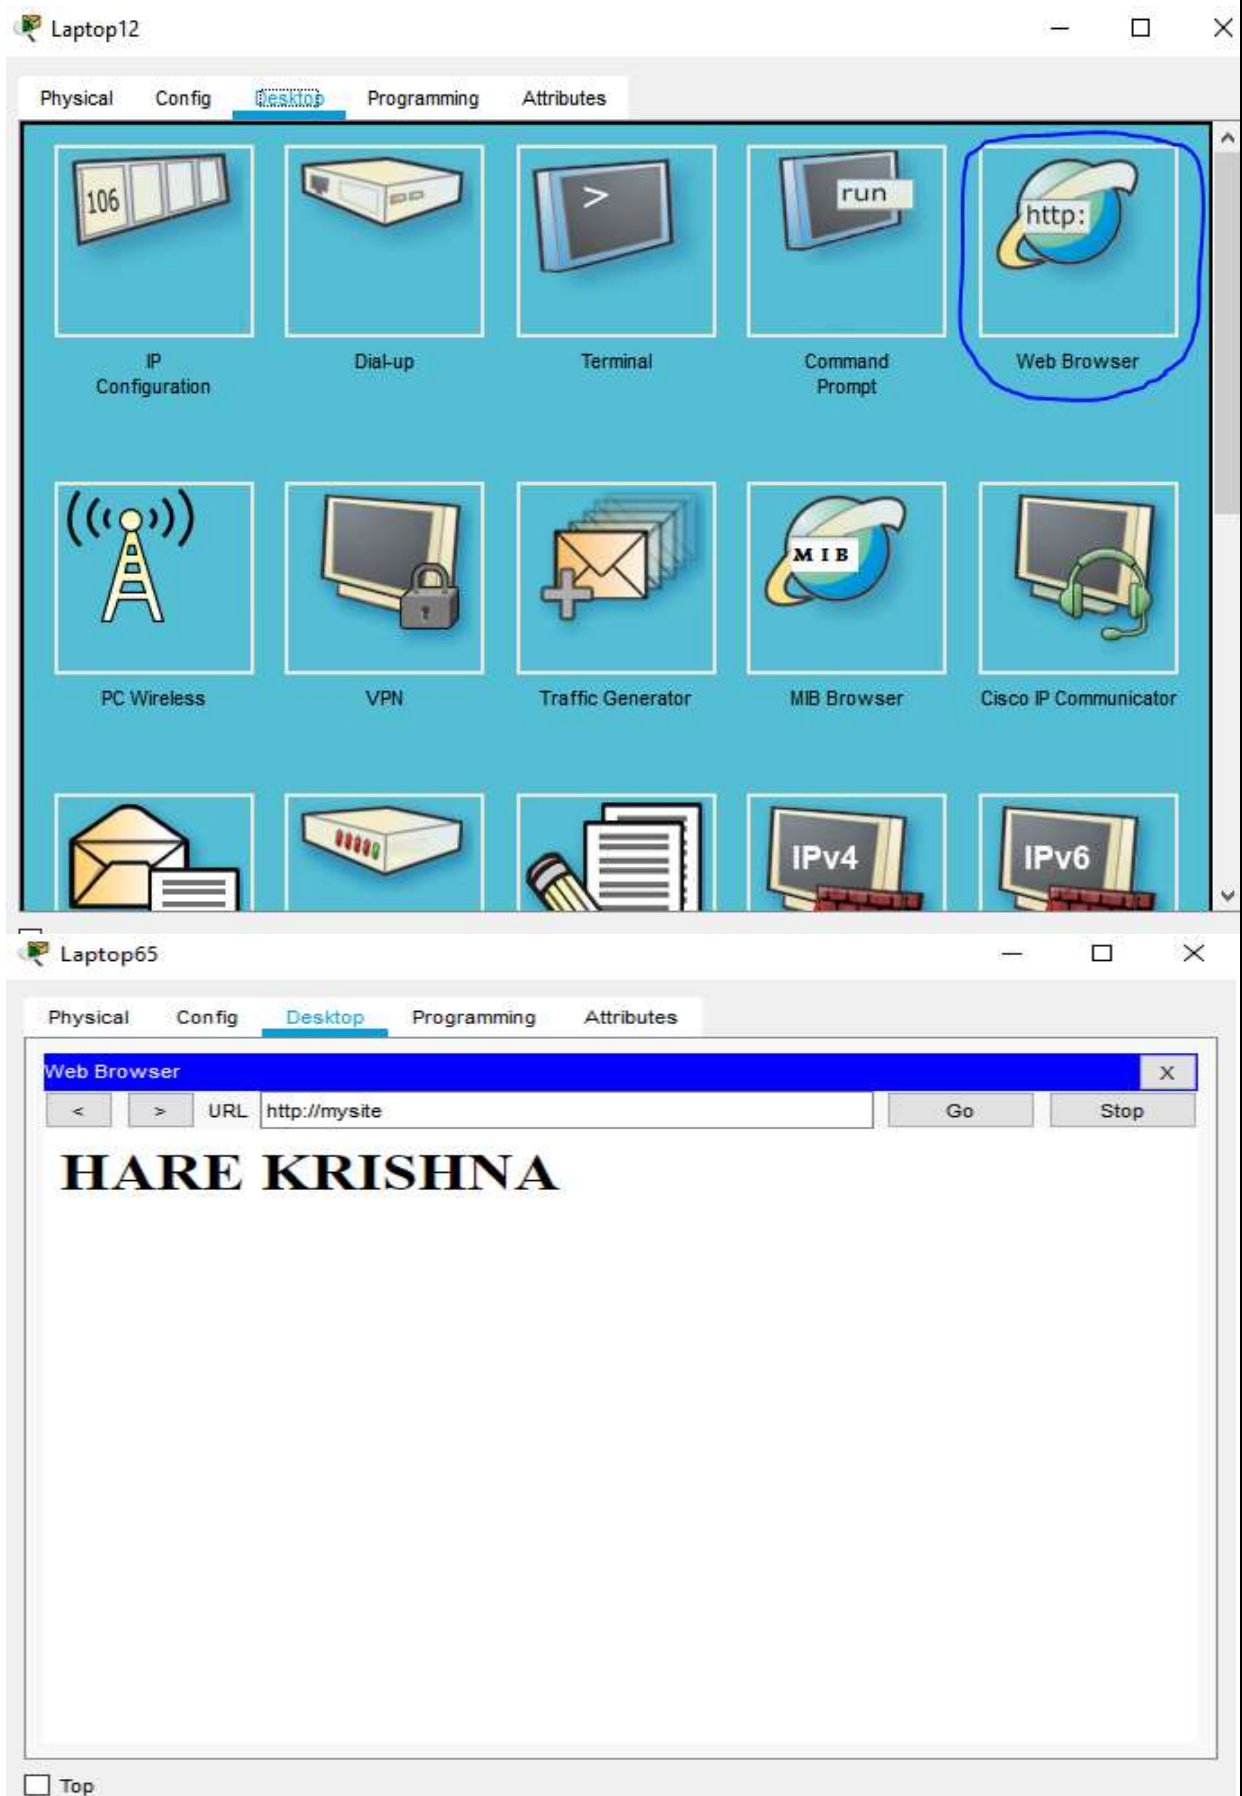 Laptop12
Physical Config Desktop Programming Attributes
106 > run http:
IP Configuration Dial-up Terminal Command Prompt Web Browser
MIB
PC Wireless VPN Traffic Generator MIB Browser Cisco IP Communicator
IPv4 IPv6
Laptop65
Physical Config Desktop Programming Attributes
Web Browser X
< > URL http://mysite Go Stop
HARE KRISHNA
Top